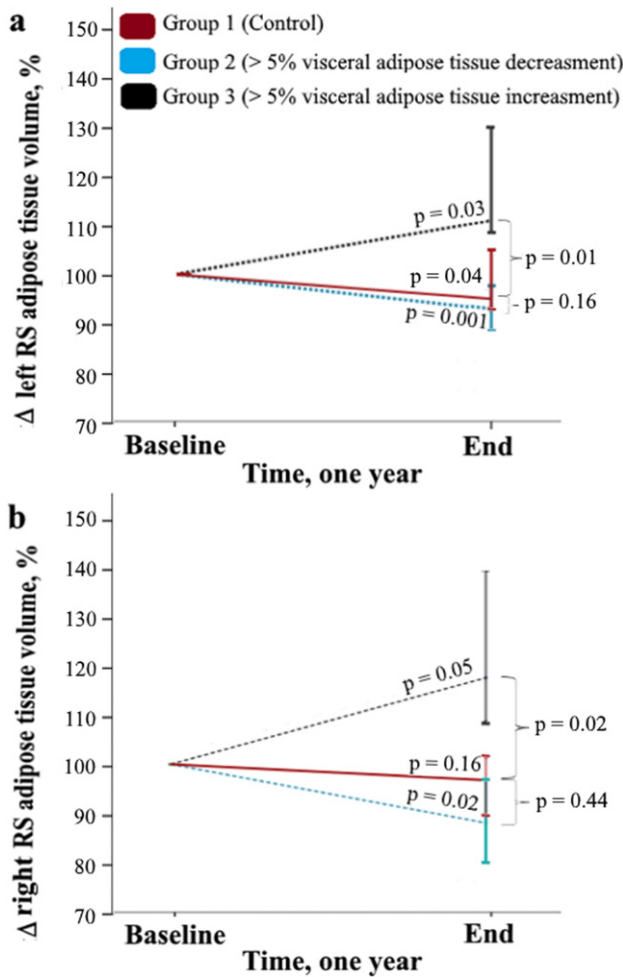 a
Group 1 (Control)
Group 2 (> 5% visceral adipose tissue decreasment)
Group 3 (> 5% visceral adipose tissue increasment)
Δ left RS adipose tissue volume, %
150
140
130
120
110
100
90
80
70
p = 0.03
p = 0.01
p = 0.04
p = 0.16
p = 0.001
Baseline
End
Time, one year
b
Δ right RS adipose tissue volume, %
150
140
130
120
110
100
90
80
70
p = 0.05
p = 0.02
p = 0.16
p = 0.02
p = 0.44
Baseline
End
Time, one year